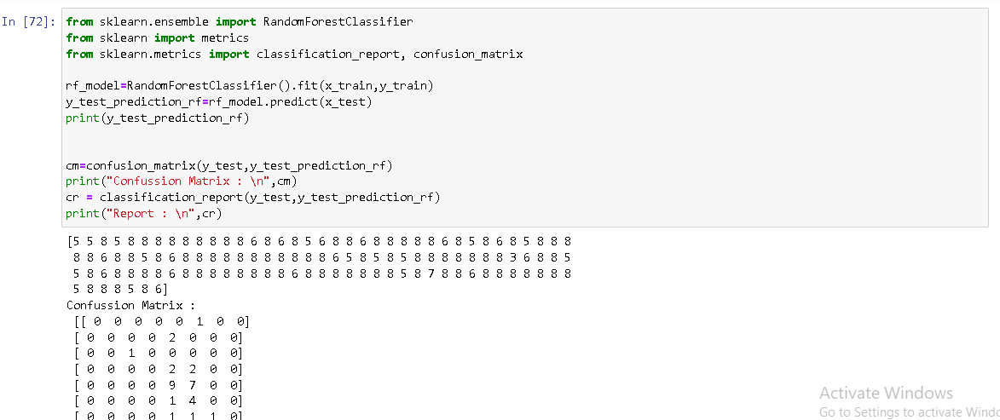 In [72]: from sklearn.ensemble import RandomForestClassifier
from sklearn import metrics
from sklearn.metrics import classification_report, confusion_matrix
rf_model=RandomForestClassifier().fit(x_train,y_train)
y_test_prediction_rf=rf_model.predict(x_test)
print(y_test_prediction_rf)
cm=confusion_matrix(y_test,y_test_prediction_rf)
print("Confussion Matrix : \n",cm)
cr = classification_report(y_test,y_test_prediction_rf)
print("Report : \n",cr)
[5 5 8 5 8 8 8 8 8 8 8 8 8 6 8 6 8 5 6 8 8 6 8 8 8 8 8 6 8 5 8 6 8 5 8 8 8
8 8 6 8 8 5 8 6 8 8 8 8 8 8 8 8 8 8 8 6 5 8 5 8 5 8 8 8 8 8 8 8 3 6 8 8 5
5 8 6 8 8 8 8 6 8 8 8 8 8 8 8 8 6 8 8 8 8 8 8 8 5 8 7 8 8 6 8 8 8 8 8 8 8
5 8 8 8 5 8 6]
Confussion Matrix :
[[ 0 0 0 0 0 1 0 0]
[ 0 0 0 0 2 0 0 0]
[ 0 0 1 0 0 0 0 0]
[ 0 0 0 0 2 2 0 0]
[ 0 0 0 0 9 7 0 0]
[ 0 0 0 0 1 4 0 0]
[ 0 0 0 0 1 1 1 0]
Activate Windows
Go to Settings to activate Windo